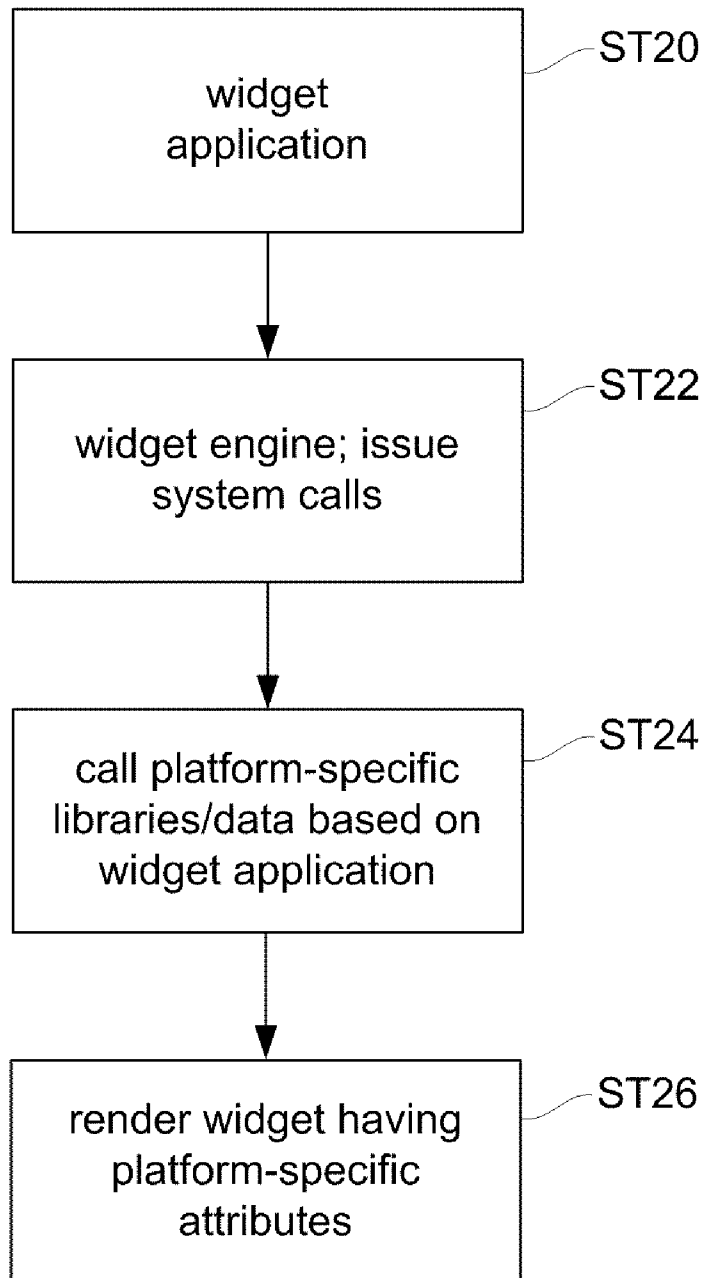 ST20
widget
application
ST22
widget engine; issue
system calls
ST24
call platform-specific
libraries/data based on
widget application
ST26
render widget having
platform-specific
attributes